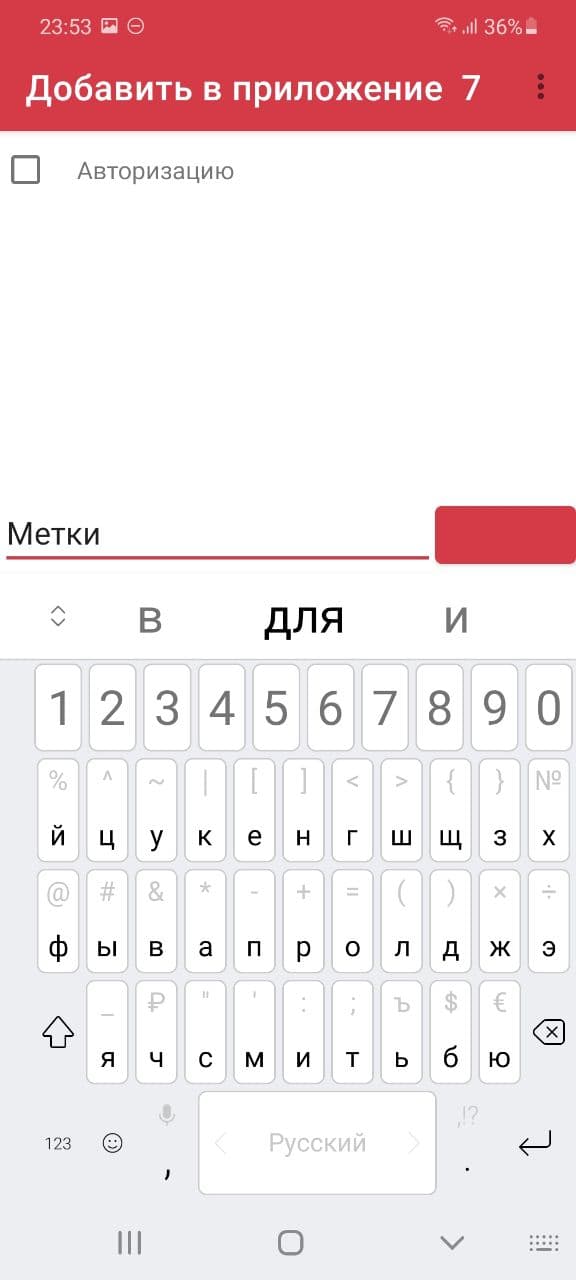 23:53 36%
Добавить в приложение 7
Авторизацию
Метки
в для и
1 2 3 4 5 6 7 8 9 0
% ^ ~ | [ ] < > { } №
й ц у к е н г ш щ з х
@ # & * - + = ( ) × ÷
ф ы в а п р о л д ж э
_ ₽ " ' : ; ъ $ €
я ч с м и т ь б ю
,!?
123 , Русский .